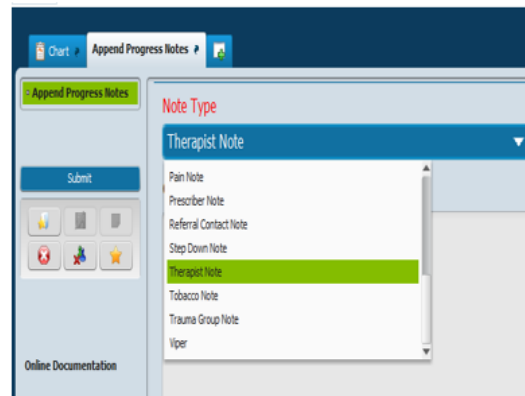 Chart
Append Progress Notes
Append Progress Notes
Note Type
Therapist Note
Submit
Pain Note
Prescriber Note
Referral Contact Note
Step Down Note
Therapist Note
Tobacco Note
Trauma Group Note
Viper
Online Documentation